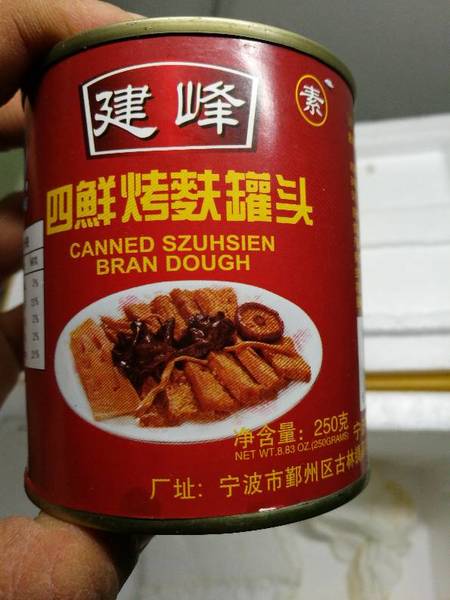 建峰
素
四鮮烤麸罐头
CANNED SZUHSIEN
BRAN DOUGH
净含量：250克
NET WT.8.83 OZ.(250GRAMS)
厂址：宁波市鄞州区古林